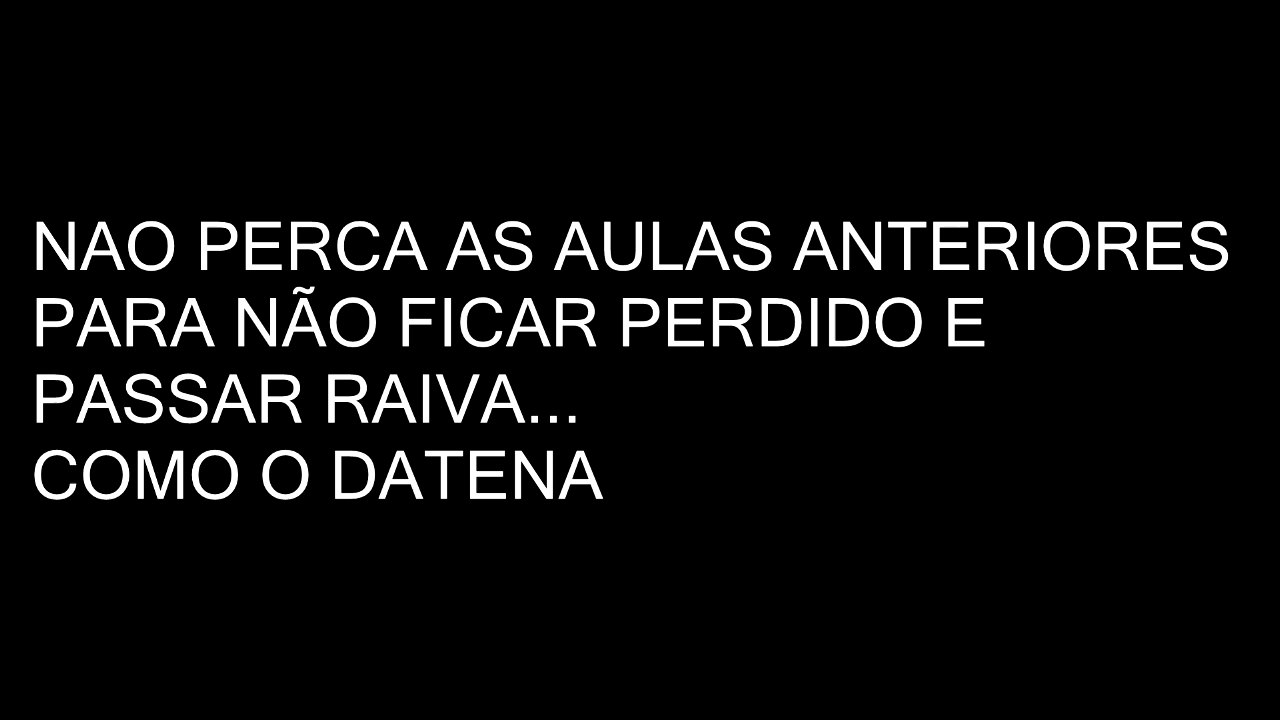 NAO PERCA AS AULAS ANTERIORES
PARA NÃO FICAR PERDIDO E
PASSAR RAIVA...
COMO O DATENA